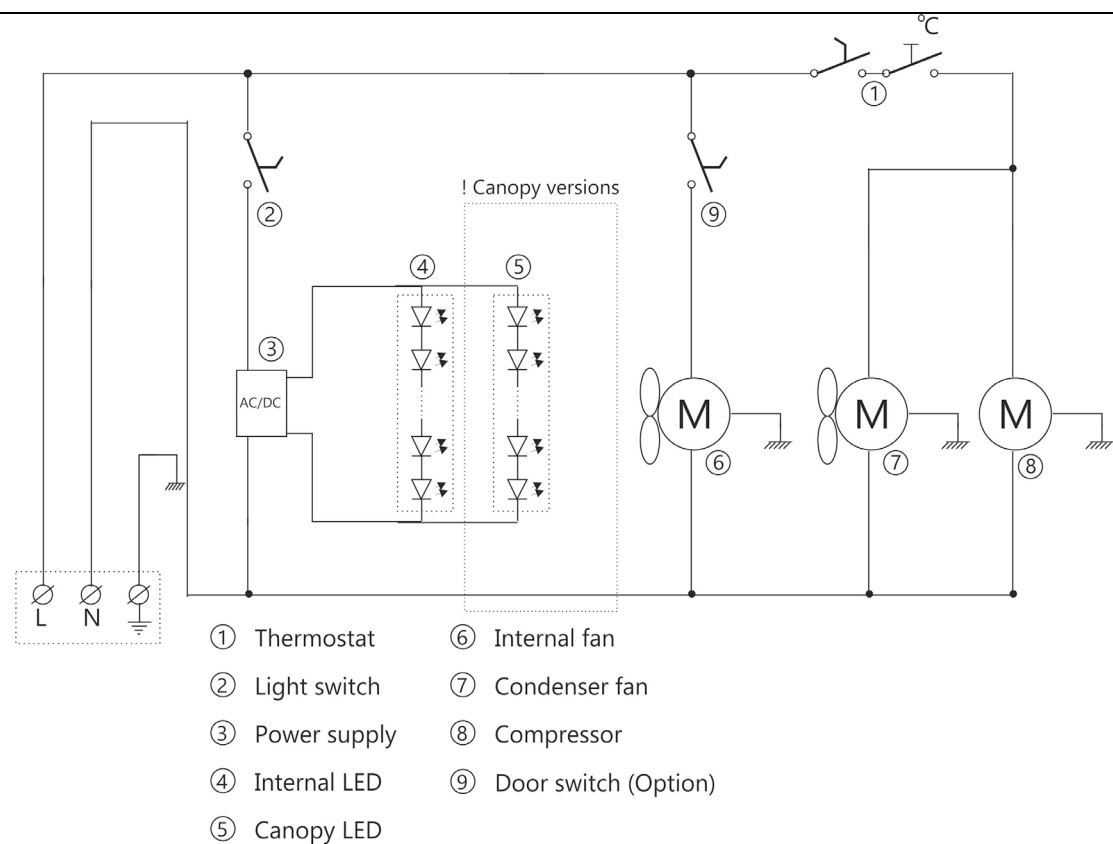 °C
①
② ⑨
! Canopy versions
④ ⑤
③
AC/DC
M M M
⑥ ⑦ ⑧
L N
① Thermostat
② Light switch
③ Power supply
④ Internal LED
⑤ Canopy LED
⑥ Internal fan
⑦ Condenser fan
⑧ Compressor
⑨ Door switch (Option)